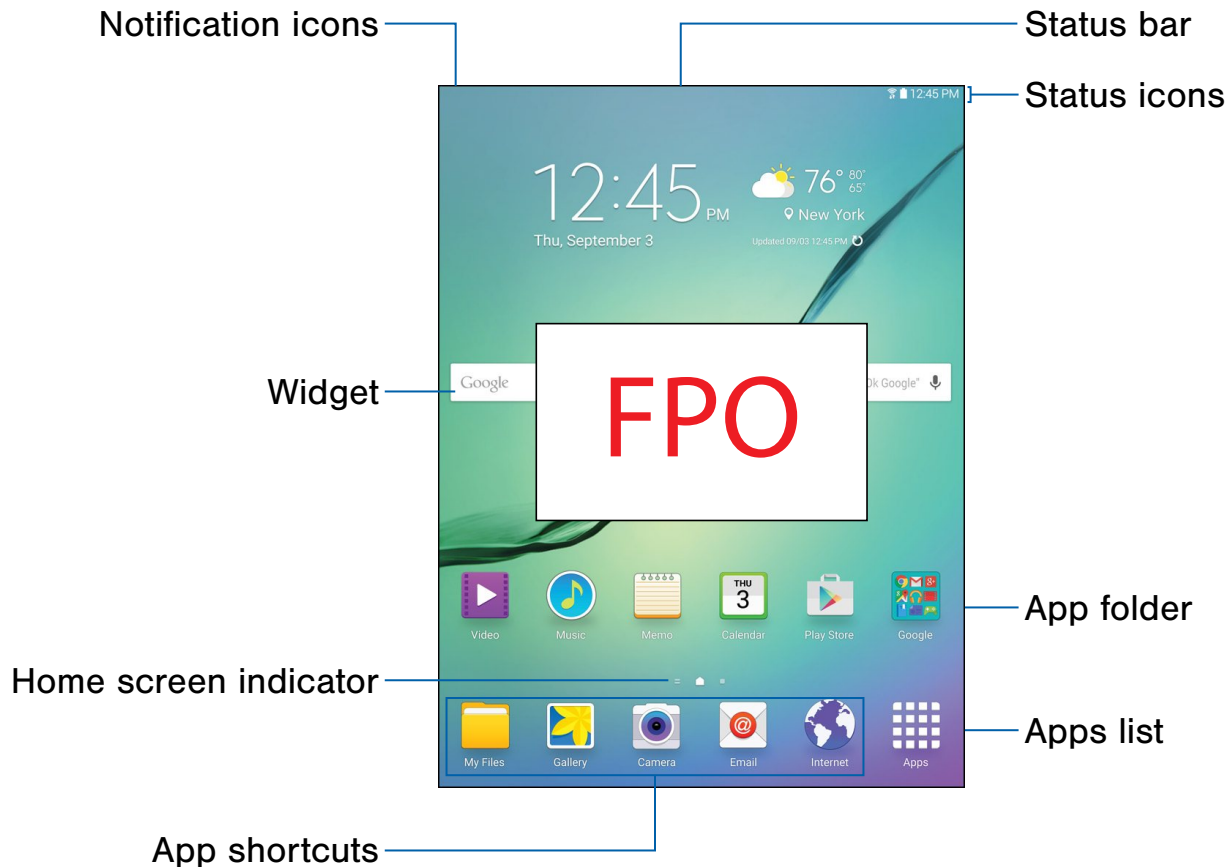 Notification icons
Status bar
12:45 PM
Status icons
12:45 PM
76° 80° 65°
New York
Thu, September 3
Updated 09/03 12:45 PM
Widget
Google
FPO
Ok Google"
THU
3
Video
Music
Memo
Calendar
Play Store
Google
App folder
Home screen indicator
@
My Files
Gallery
Camera
Email
Internet
Apps
Apps list
App shortcuts